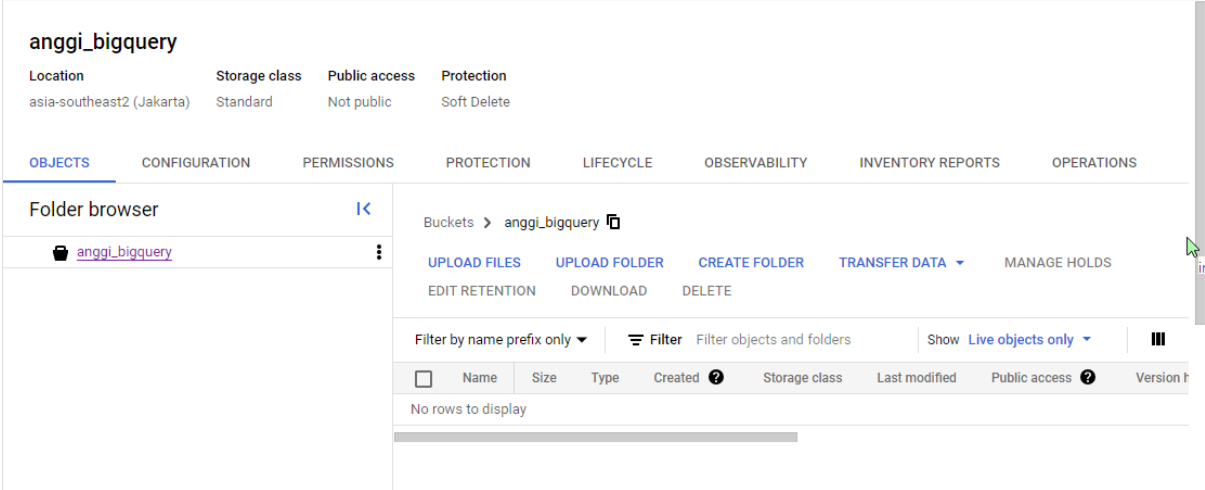 anggi_bigquery
Location Storage class Public access Protection
asia-southeast2 (Jakarta) Standard Not public Soft Delete
OBJECTS CONFIGURATION PERMISSIONS PROTECTION LIFECYCLE OBSERVABILITY INVENTORY REPORTS OPERATIONS
Folder browser
anggi_bigquery
Buckets > anggi_bigquery
UPLOAD FILES UPLOAD FOLDER CREATE FOLDER TRANSFER DATA MANAGE HOLDS
EDIT RETENTION DOWNLOAD DELETE
Filter by name prefix only Filter Filter objects and folders Show Live objects only
Name Size Type Created Storage class Last modified Public access Version
No rows to display